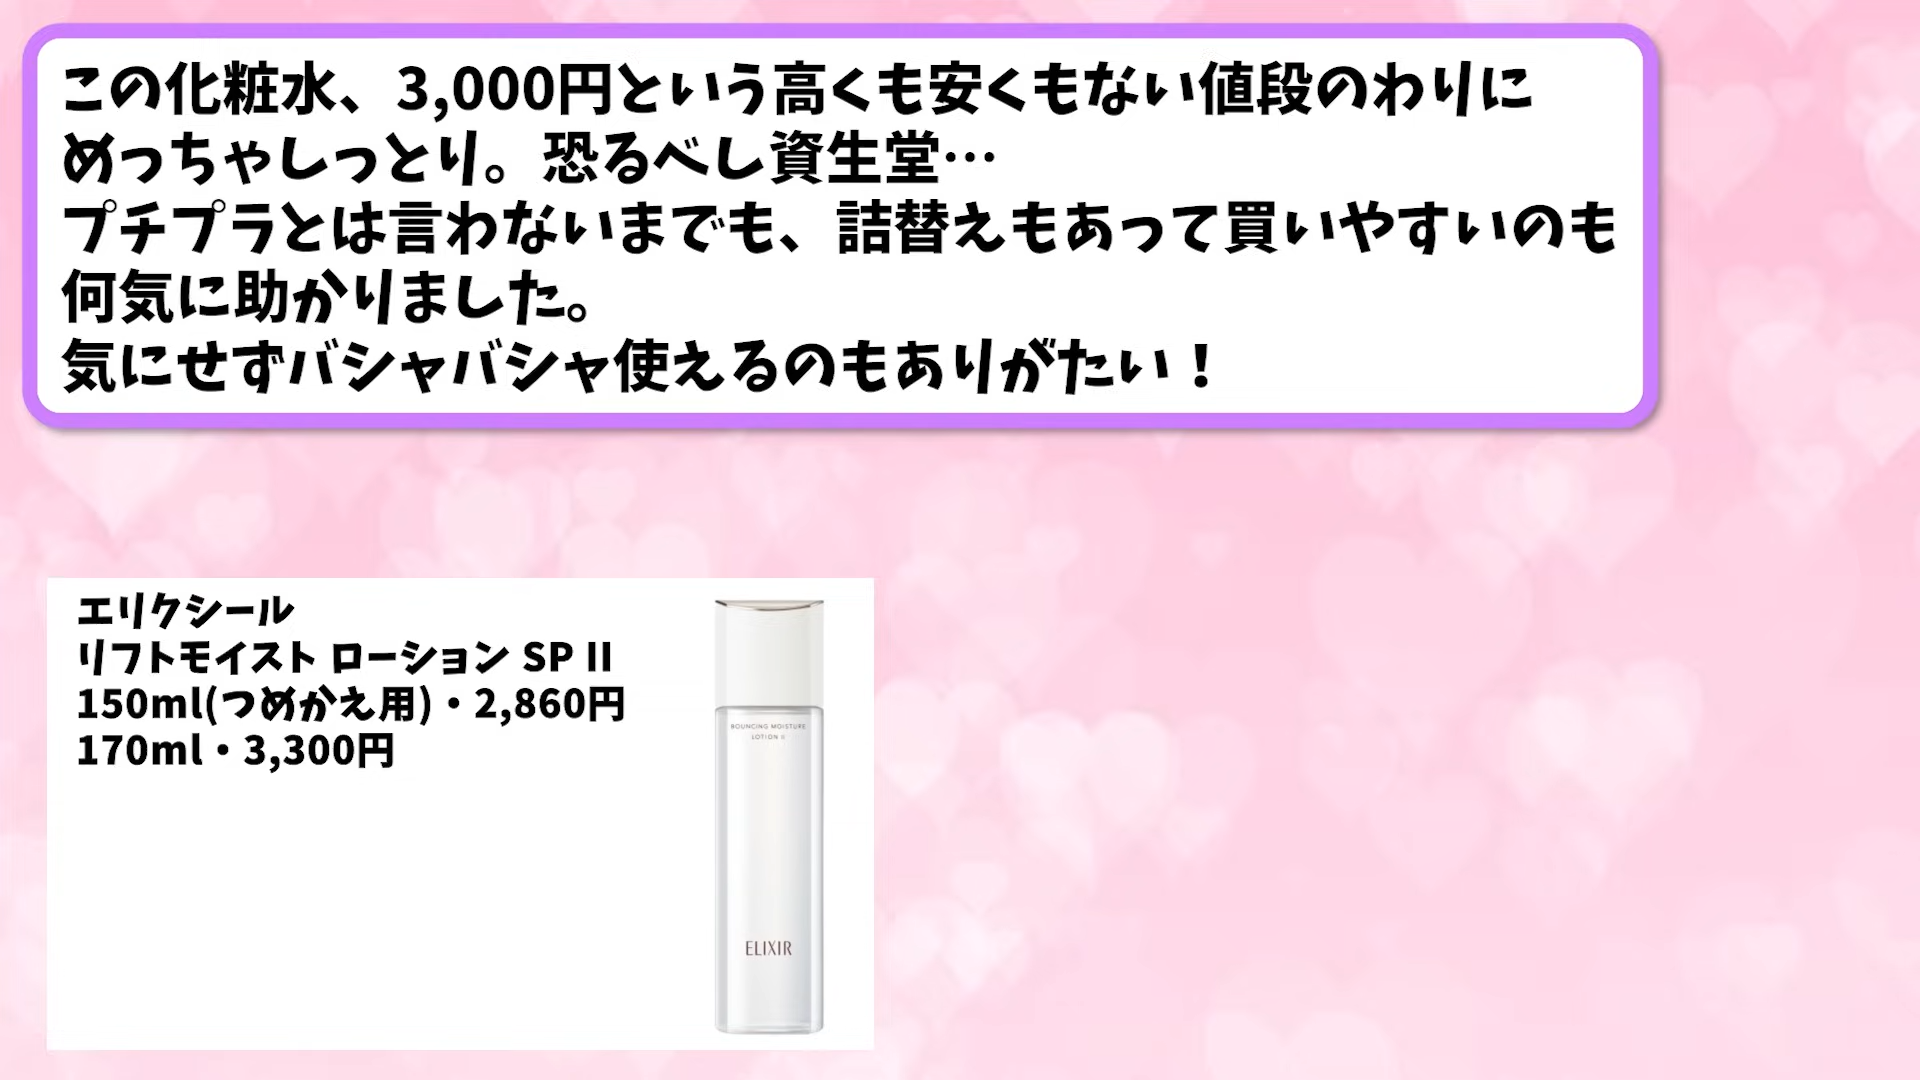 この化粧水、3,000円という高くも安くもない値段のわりに
めっちゃしっとり。恐るべし資生堂…
プチプラとは言わないまでも、詰替えもあって買いやすいのも
何気に助かりました。
気にせずバシャバシャ使えるのもありがたい！
エリクシール
リフトモイスト ローション SP II
150ml(つめかえ用)・2,860円
170ml・3,300円
BOUNCING MOISTURE
LOTION II
ELIXIR